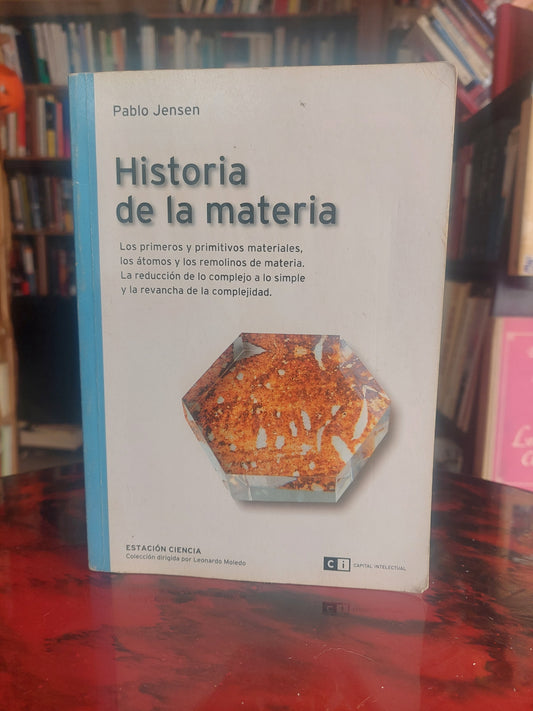 Pablo Jensen
Historia
de la materia
Los primeros y primitivos materiales,
los átomos y los remolinos de materia.
La reducción de lo complejo a lo simple
y la revancha de la complejidad.
ESTACIÓN CIENCIA
Colección dirigida por Leonardo Moledo
ci CAPITAL INTELECTUAL